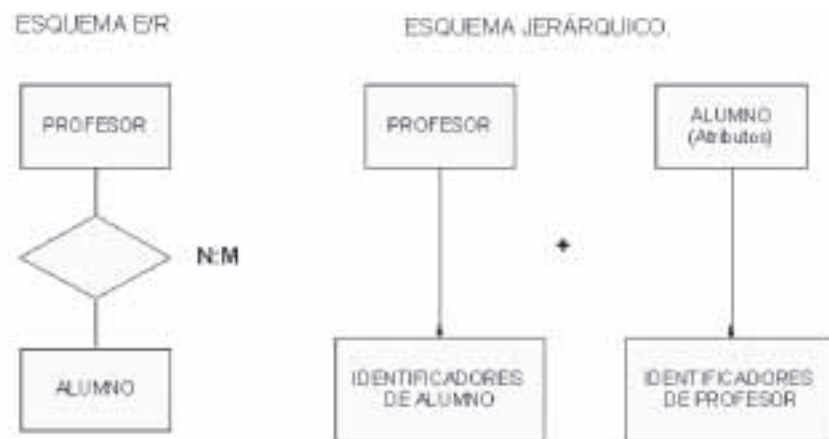 ESQUEMA E/R
ESQUEMA JERÁRQUICO
PROFESOR
N:M
ALUMNO
PROFESOR
IDENTIFICADORES
DE ALUMNO
+
ALUMNO
(Atributos)
IDENTIFICADORES
DE PROFESOR